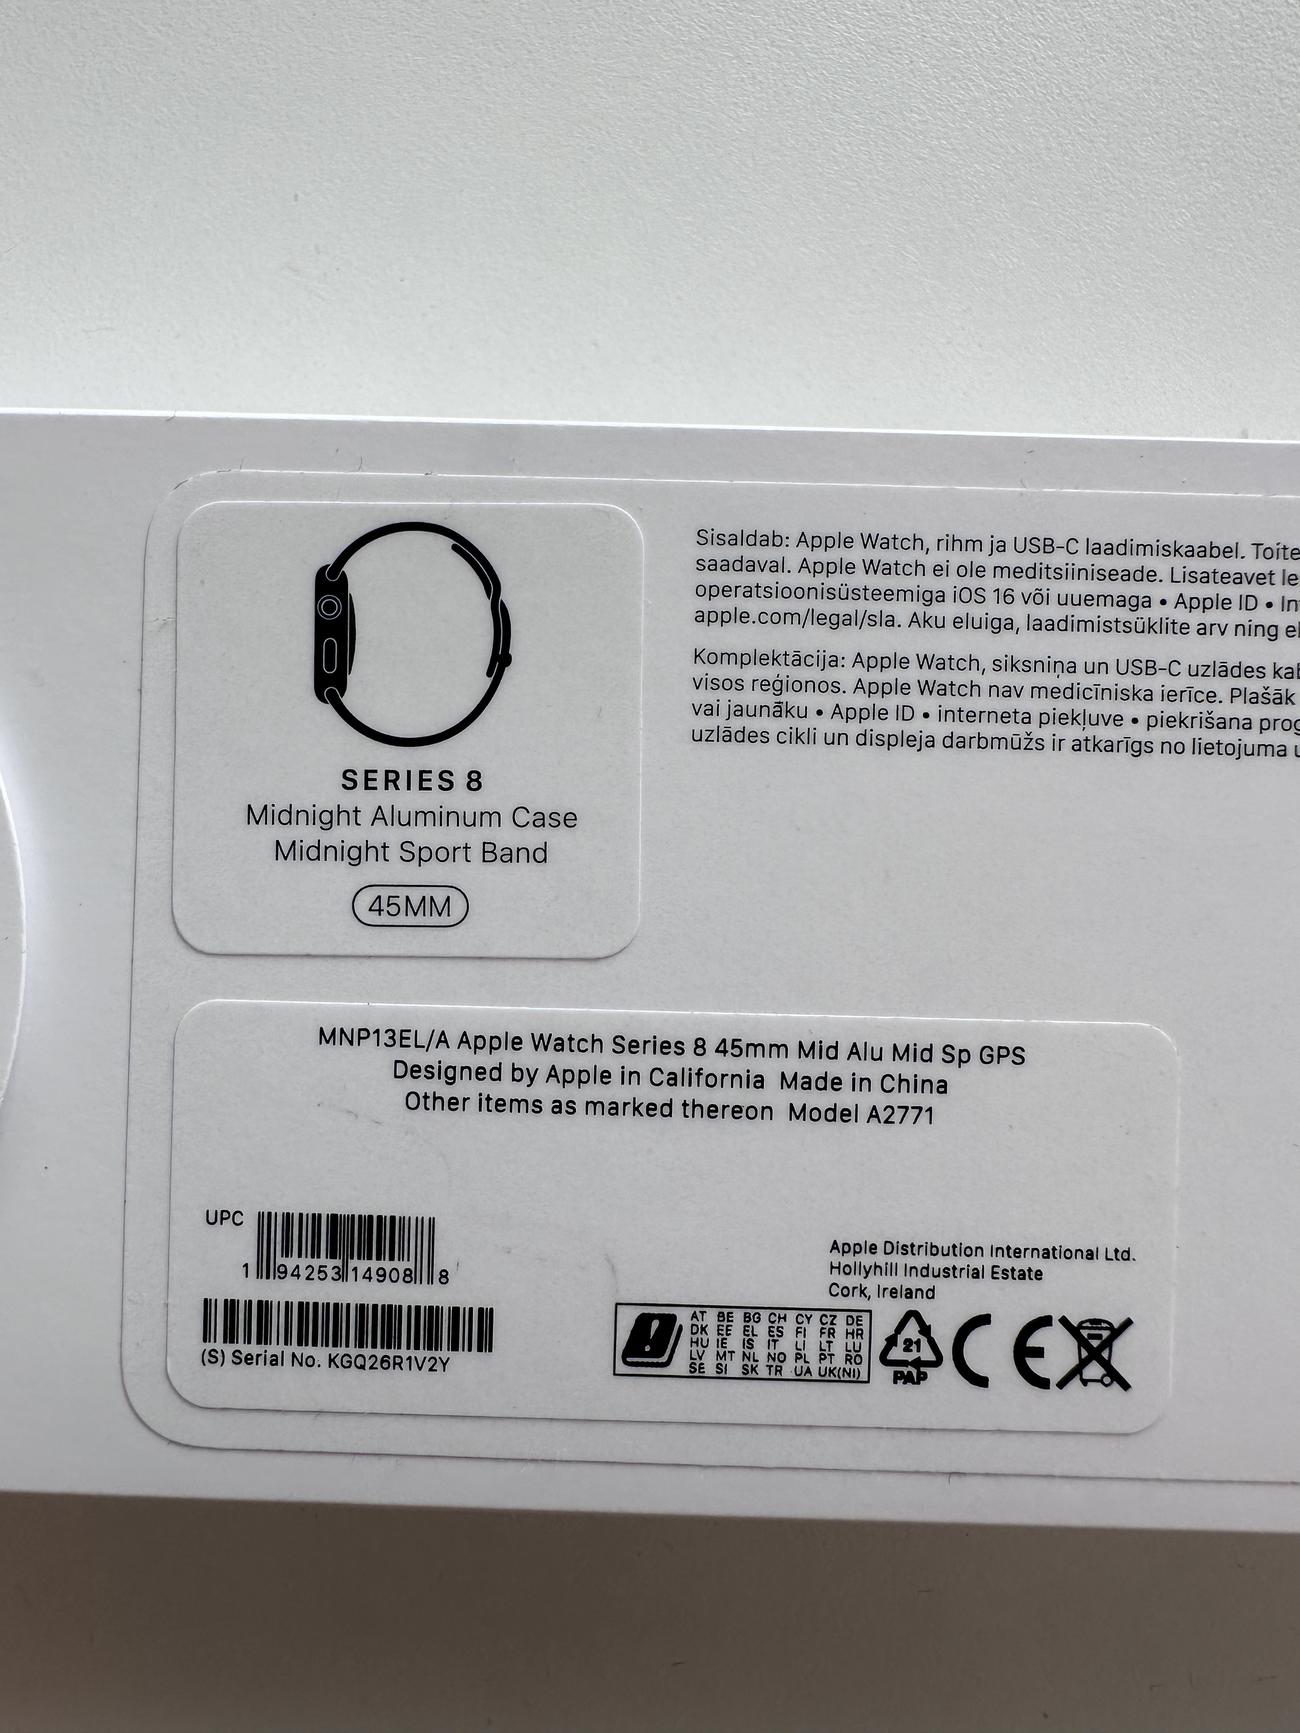 Sisaldab: Apple Watch, rihm ja USB-C laadimiskaabel. Toite
saadaval. Apple Watch ei ole meditsiiniseade. Lisateavet le
operatsioonisüsteemiga iOS 16 või uuemaga • Apple ID • In
apple.com/legal/sla. Aku eluiga, laadimistsüklite arv ning el
Komplektācija: Apple Watch, siksniņa un USB-C uzlādes kab
visos reģionos. Apple Watch nav medicīniska ierīce. Plašāk
vai jaunāku • Apple ID • interneta piekļuve • piekrišana prog
uzlādes cikli un displeja darbmūžs ir atkarīgs no lietojuma u
SERIES 8
Midnight Aluminum Case
Midnight Sport Band
45MM
MNP13EL/A Apple Watch Series 8 45mm Mid Alu Mid Sp GPS
Designed by Apple in California Made in China
Other items as marked thereon Model A2771
UPC
1 94253 14908 8
(S) Serial No. KGQ26R1V2Y
Apple Distribution International Ltd.
Hollyhill Industrial Estate
Cork, Ireland
AT BE BG CH CY CZ DE
DK EE EL ES FI FR HR
HU IE IS IT LI LT LU
LV MT NL NO PL PT RO
SE SI SK TR UA UK(NI)
21
PAP
CE